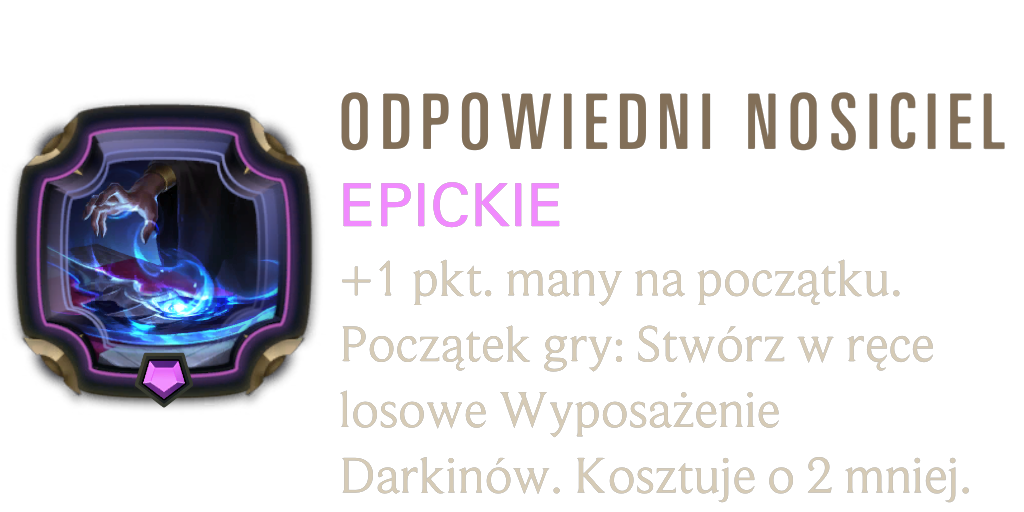 ODPOWIEDNI NOSICIEL
EPICKIE
+1 pkt. many na początku.
Początek gry: Stwórz w ręce
losowe Wyposażenie
Darkinów. Kosztuje o 2 mniej.